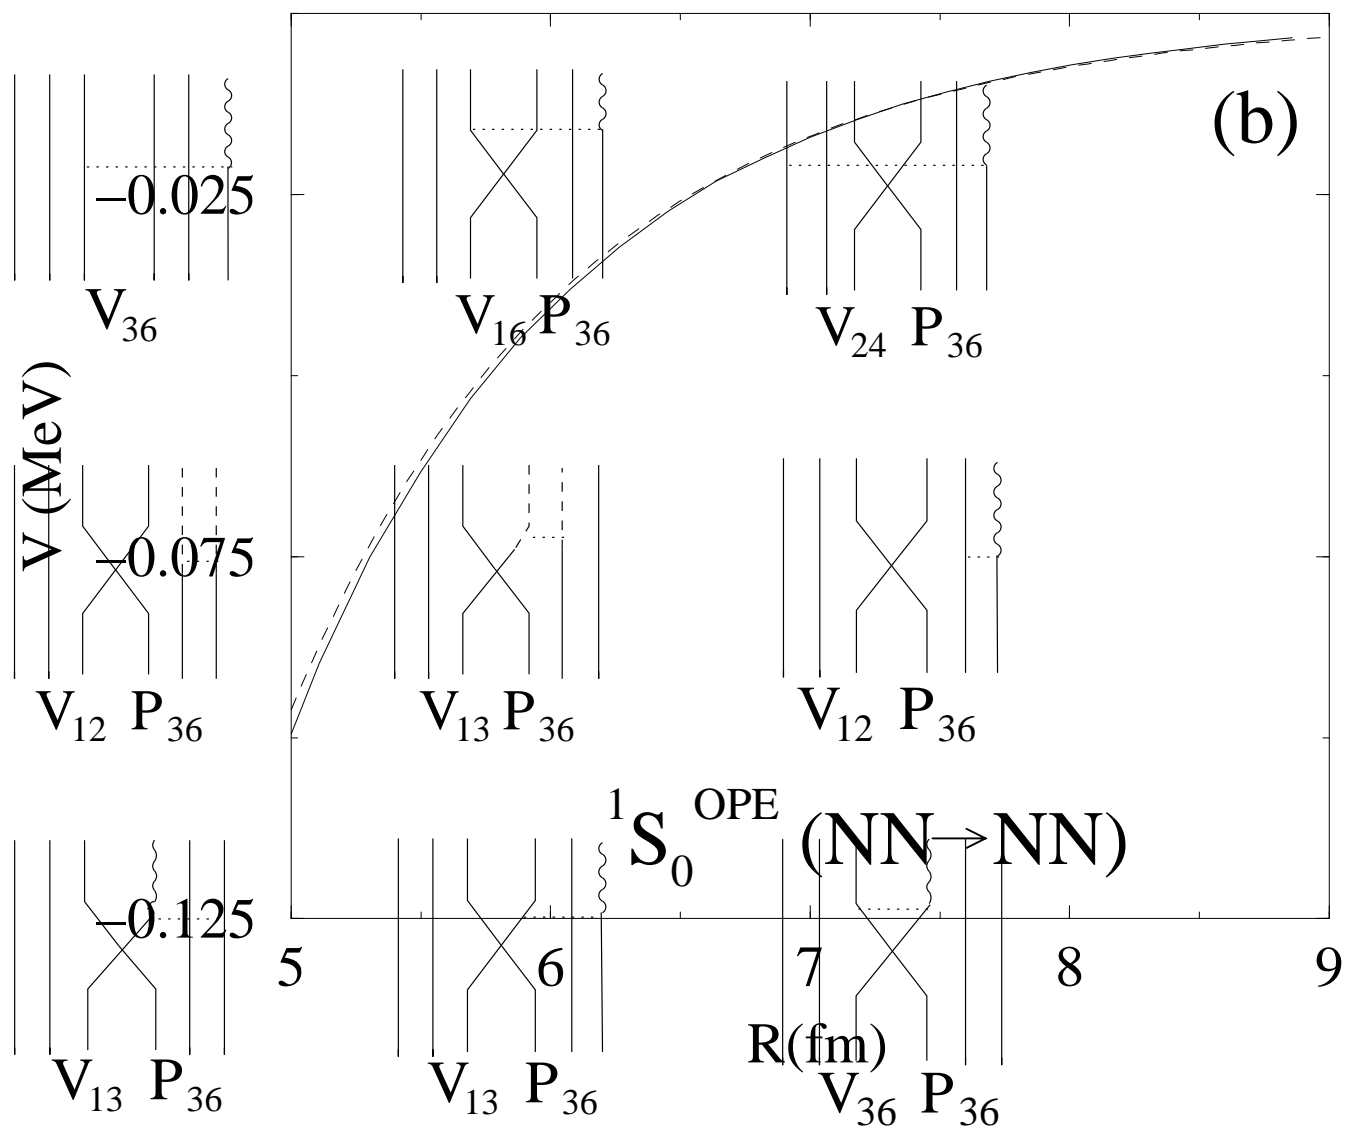 (b)
−0.025
V36
V16 P36
V24 P36
V (MeV)
−0.075
V12 P36
V13 P36
V12 P36
1S0 OPE (NN→NN)
−0.125
5 6 7 8 9
R(fm)
V13 P36
V13 P36
V36 P36